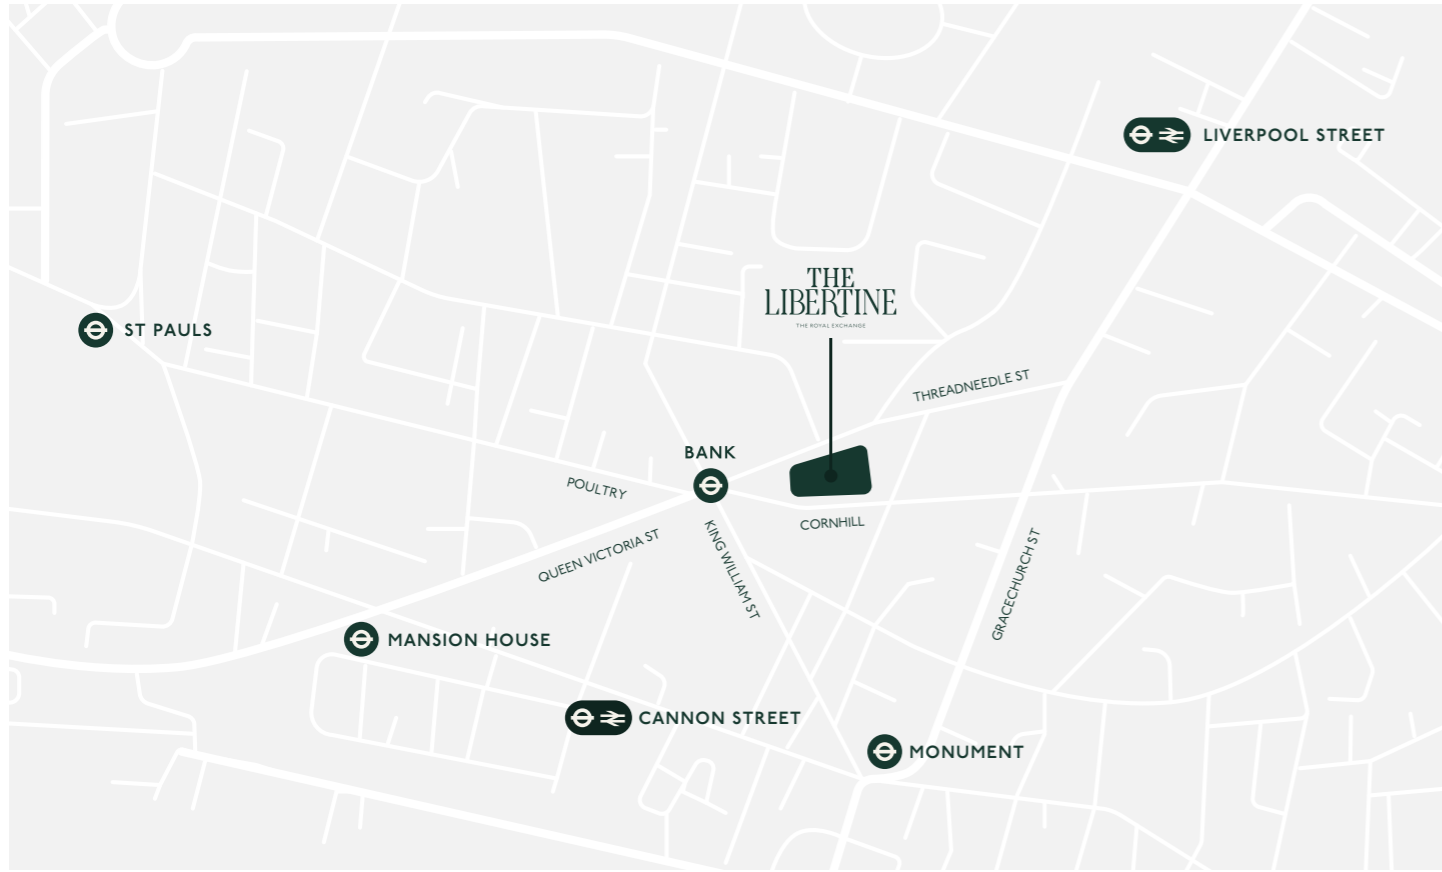 LIVERPOOL STREET
THE
LIBERTINE
THE ROYAL EXCHANGE
ST PAULS
THREADNEEDLE ST
BANK
POULTRY
CORNHILL
QUEEN VICTORIA ST
KING WILLIAM ST
GRACECHURCH ST
MANSION HOUSE
CANNON STREET
MONUMENT